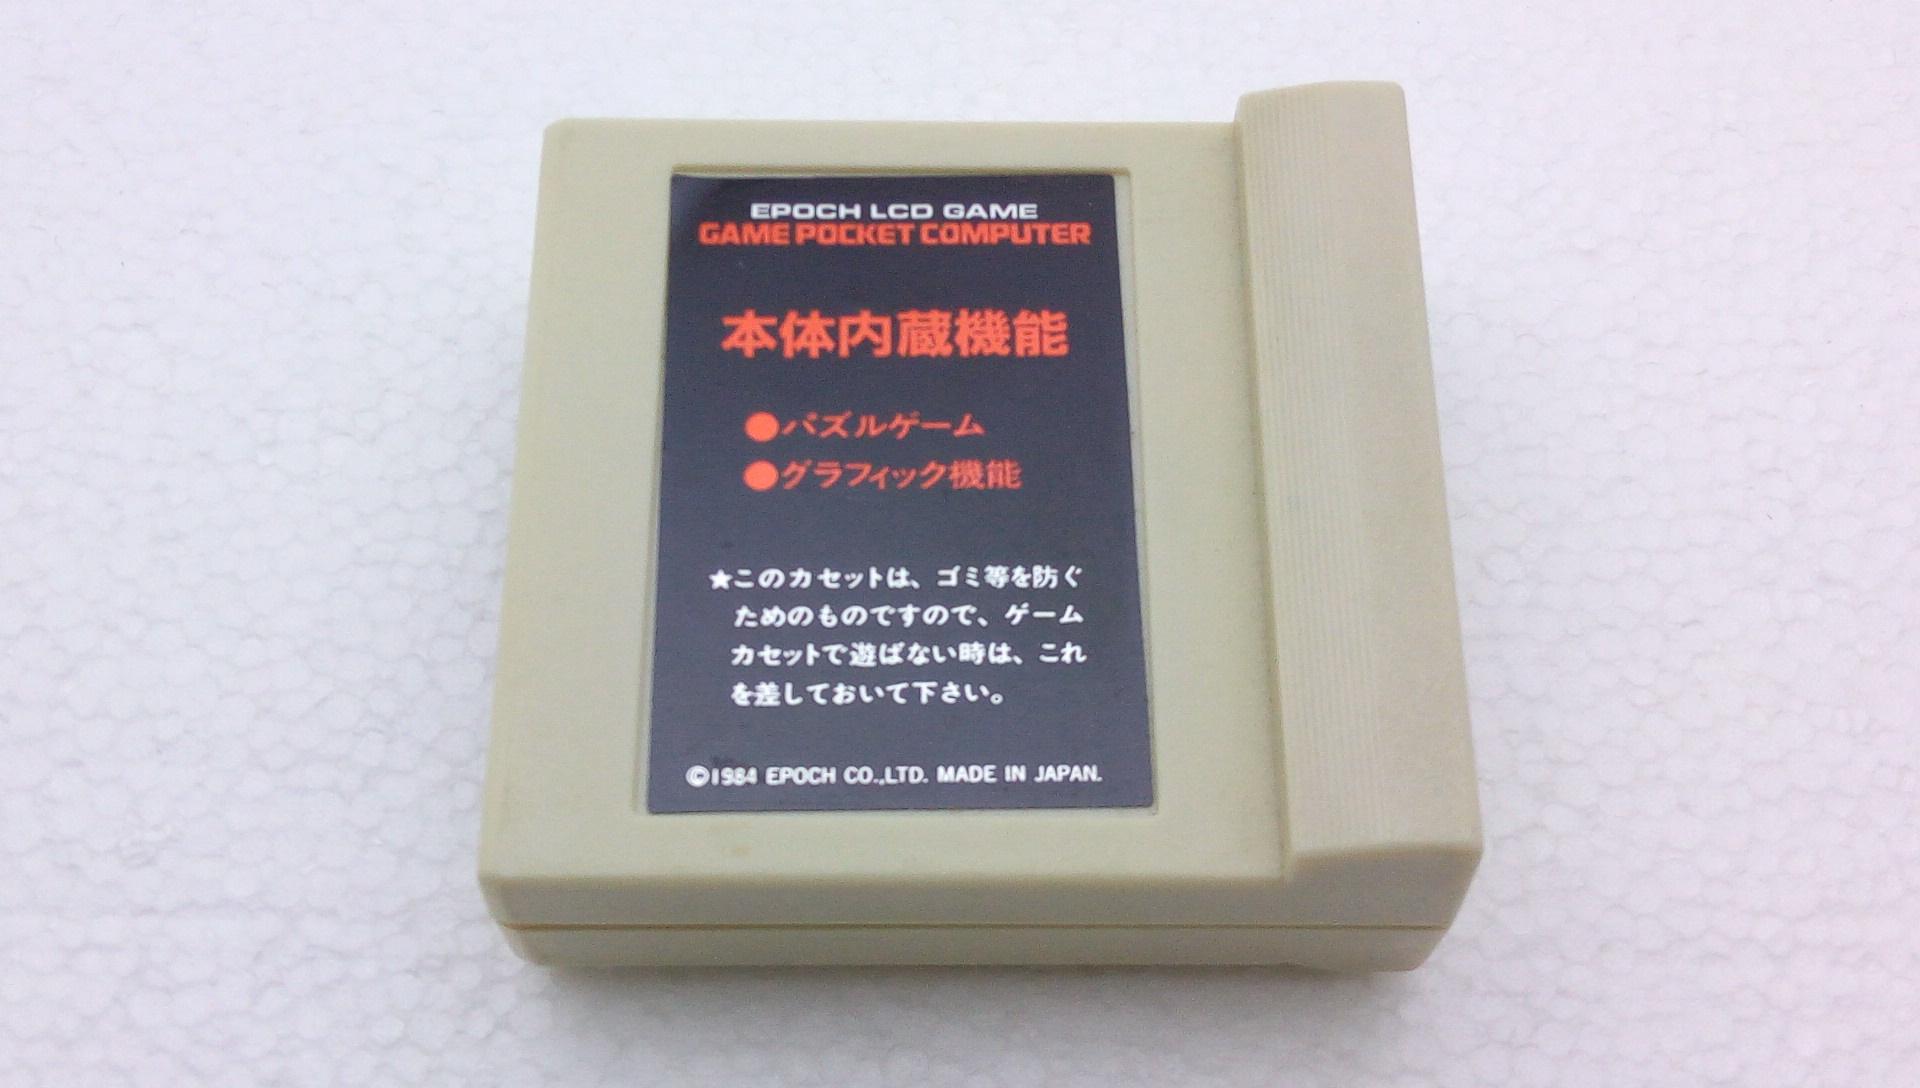 EPOCH LCD GAME
GAME POCKET COMPUTER
本体内蔵機能
●パズルゲーム
●グラフィック機能
★このカセットは、ゴミ等を防ぐ
ためのものですので、ゲーム
カセットで遊ばない時は、これ
を差しておいて下さい。
©1984 EPOCH CO.,LTD. MADE IN JAPAN.